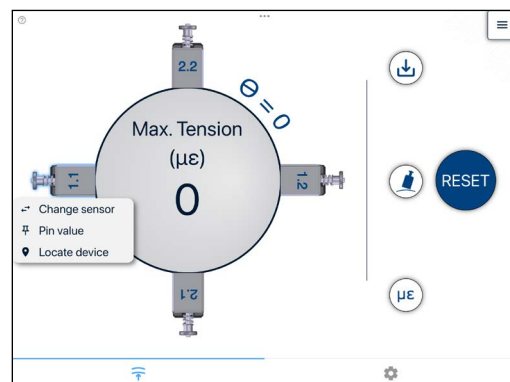 2.2
Θ = 0
Max. Tension
(µε)
0
1.1
1.2
Change sensor
Pin value
Locate device
2.1
RESET
µε